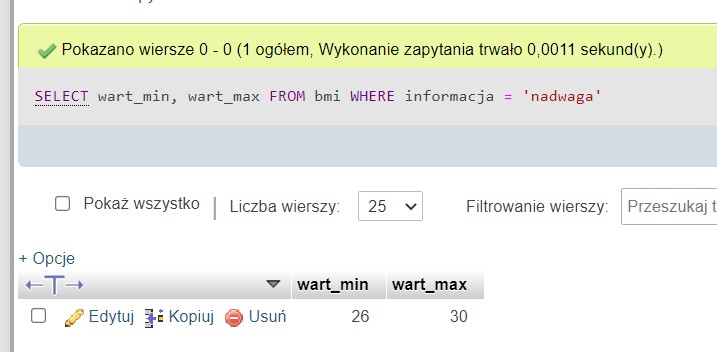 Pokazano wiersze 0 - 0 (1 ogółem, Wykonanie zapytania trwało 0,0011 sekund(y).)
SELECT wart_min, wart_max FROM bmi WHERE informacja = 'nadwaga'
Pokaż wszystko | Liczba wierszy: 25 Filtrowanie wierszy: Przeszukaj t
+ Opcje
←T→ wart_min wart_max
Edytuj Kopiuj Usuń 26 30